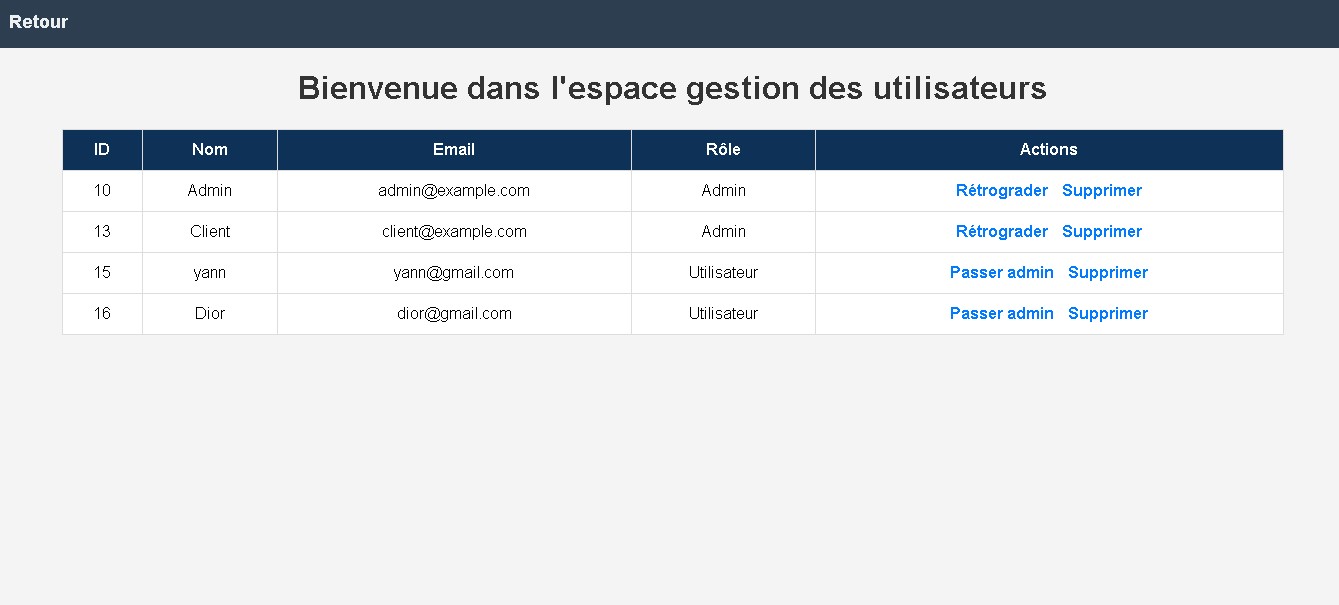 Retour
Bienvenue dans l'espace gestion des utilisateurs
ID Nom Email Rôle Actions
10 Admin admin@example.com Admin Rétrograder Supprimer
13 Client client@example.com Admin Rétrograder Supprimer
15 yann yann@gmail.com Utilisateur Passer admin Supprimer
16 Dior dior@gmail.com Utilisateur Passer admin Supprimer